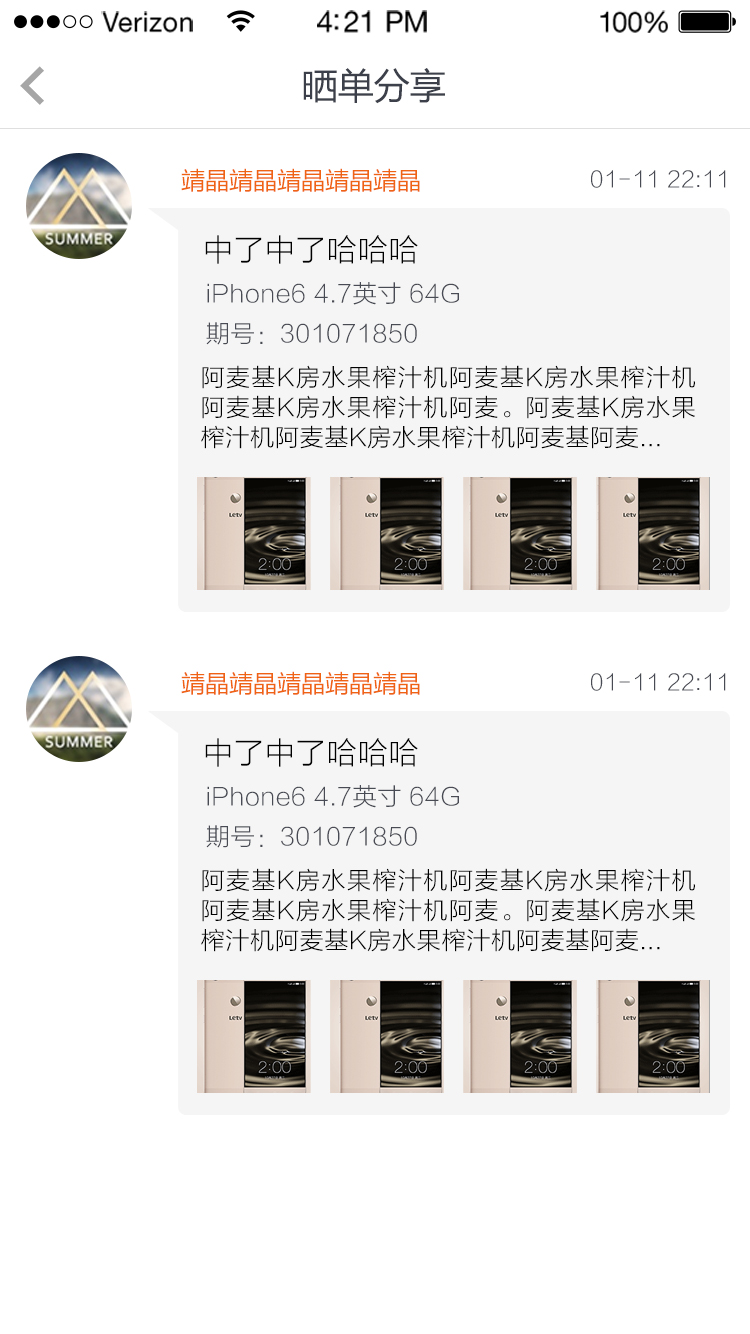 Verizon 4:21 PM 100%
晒单分享
靖晶靖晶靖晶靖晶靖晶 01-11 22:11
SUMMER
中了中了哈哈哈
iPhone6 4.7英寸 64G
期号：301071850
阿麦基K房水果榨汁机阿麦基K房水果榨汁机
阿麦基K房水果榨汁机阿麦。阿麦基K房水果
榨汁机阿麦基K房水果榨汁机阿麦基阿麦...
Letv Letv Letv Letv
2:00 2:00 2:00 2:00
靖晶靖晶靖晶靖晶靖晶 01-11 22:11
SUMMER
中了中了哈哈哈
iPhone6 4.7英寸 64G
期号：301071850
阿麦基K房水果榨汁机阿麦基K房水果榨汁机
阿麦基K房水果榨汁机阿麦。阿麦基K房水果
榨汁机阿麦基K房水果榨汁机阿麦基阿麦...
Letv Letv Letv Letv
2:00 2:00 2:00 2:00